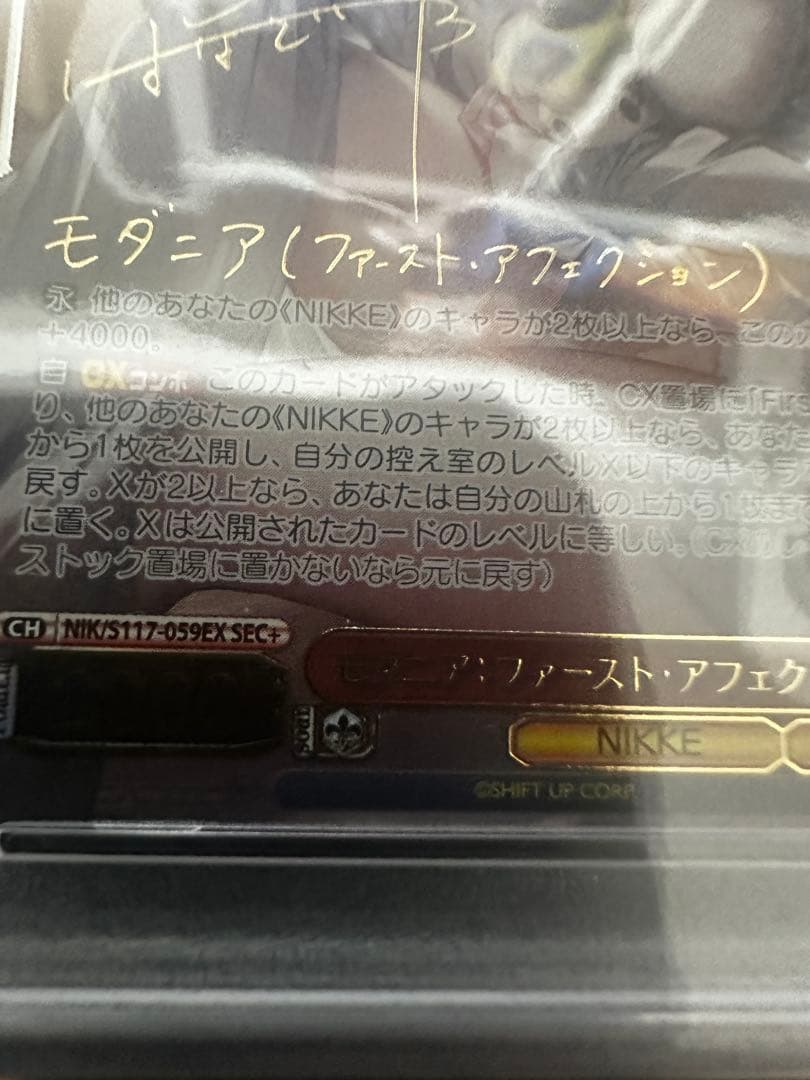 モダニア(ファースト・アフェクション)
永 他のあなたの《NIKKE》のキャラが2枚以上なら、この
+4000。
自 CXコンボ このカードがアタックした時、CX置場に「Firs
り、他のあなたの《NIKKE》のキャラが2枚以上なら、あなた
から1枚を公開し、自分の控え室のレベルX以下のキャラ
戻す。Xが2以上なら、あなたは自分の山札の上から1枚
に置く。Xは公開されたカードのレベルに等しい。(CXのレ
ストック置場に置かないなら元に戻す)
CH NIK/S117-059EX SEC+
モダニア:ファースト・アフェク
SOUL
NIKKE
©SHIFT UP CORP.